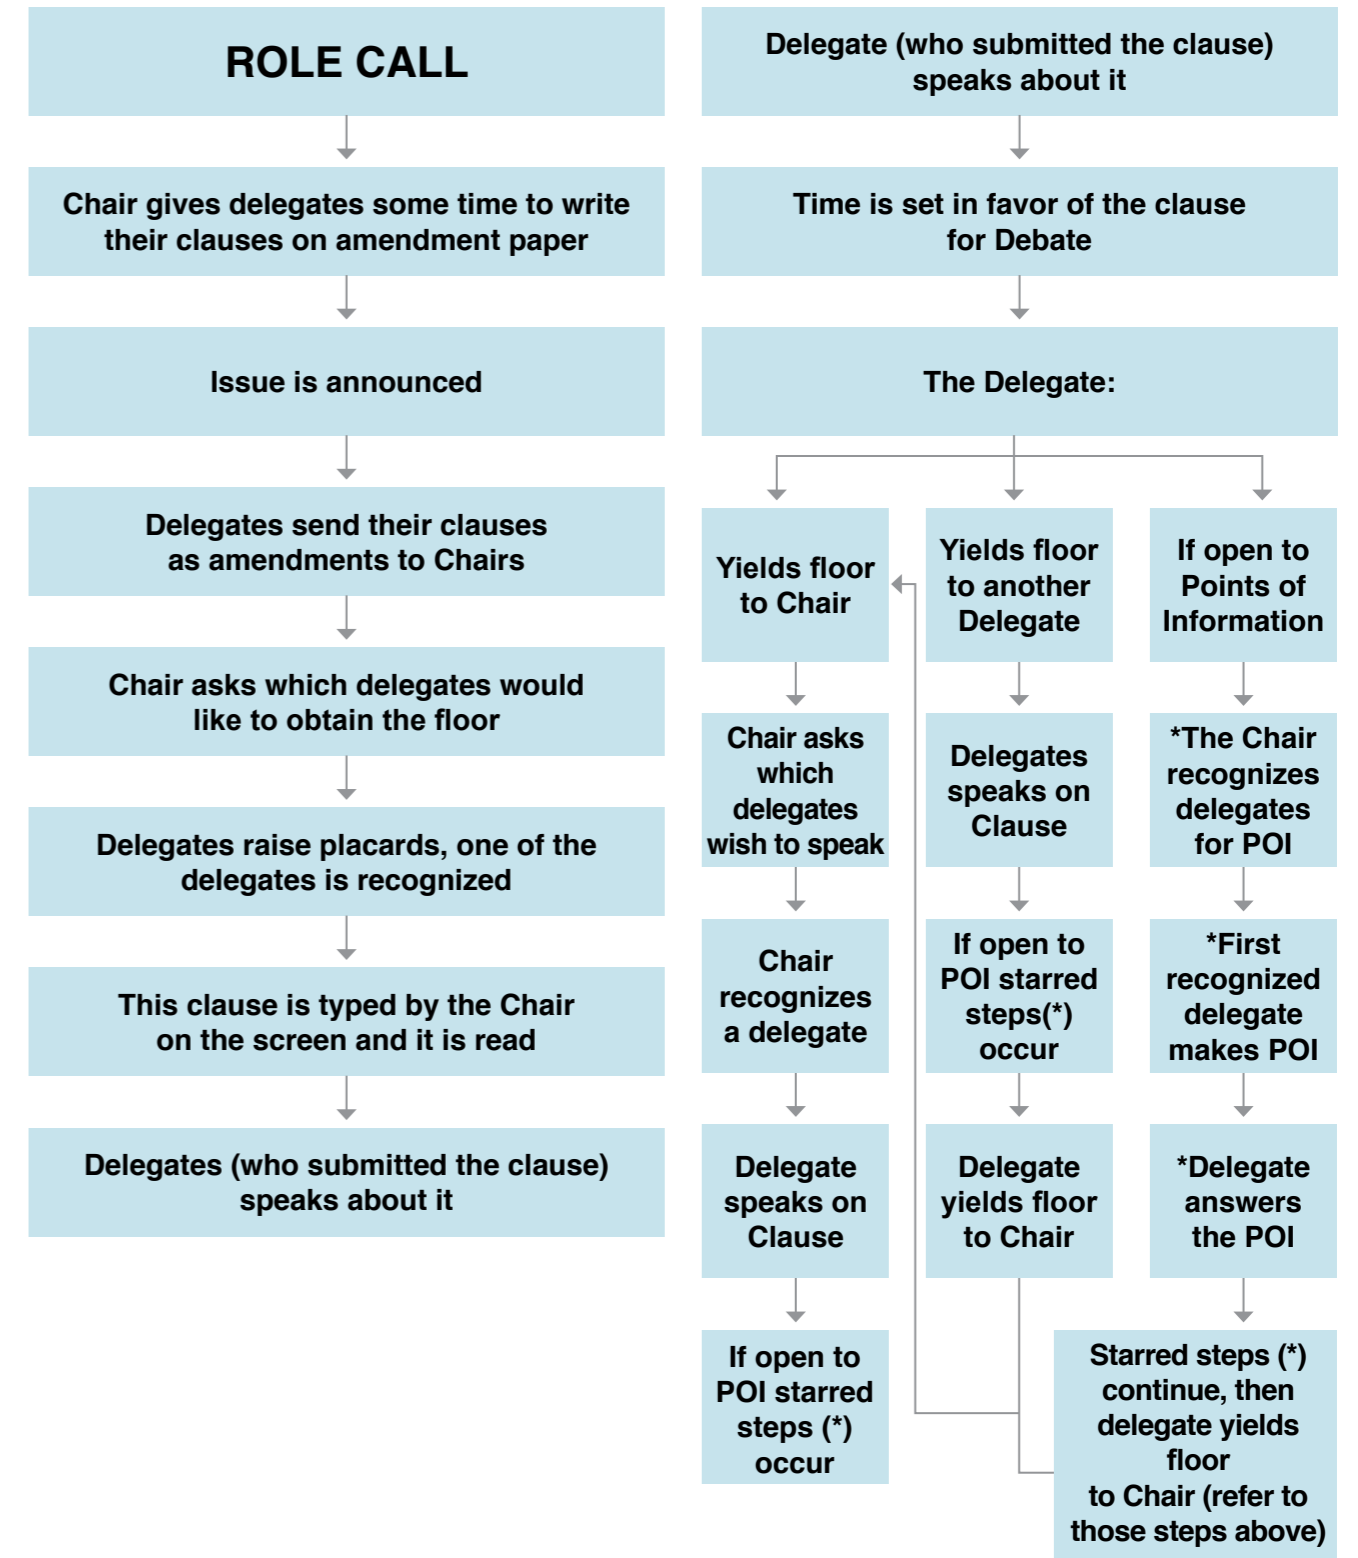 ROLE CALL
Chair gives delegates some time to write
their clauses on amendment paper
Issue is announced
Delegates send their clauses
as amendments to Chairs
Chair asks which delegates would
like to obtain the floor
Delegates raise placards, one of the
delegates is recognized
This clause is typed by the Chair
on the screen and it is read
Delegates (who submitted the clause)
speaks about it
Delegate (who submitted the clause)
speaks about it
Time is set in favor of the clause
for Debate
The Delegate:
Yields floor
to Chair
Chair asks
which
delegates
wish to speak
Chair
recognizes
a delegate
Delegate
speaks on
Clause
If open to
POI starred
steps (*)
occur
Yields floor
to another
Delegate
Delegates
speaks on
Clause
If open to
POI starred
steps(*)
occur
Delegate
yields floor
to Chair
If open to
Points of
Information
*The Chair
recognizes
delegates
for POI
*First
recognized
delegate
makes POI
*Delegate
answers
the POI
Starred steps (*)
continue, then
delegate yields
floor
to Chair (refer to
those steps above)